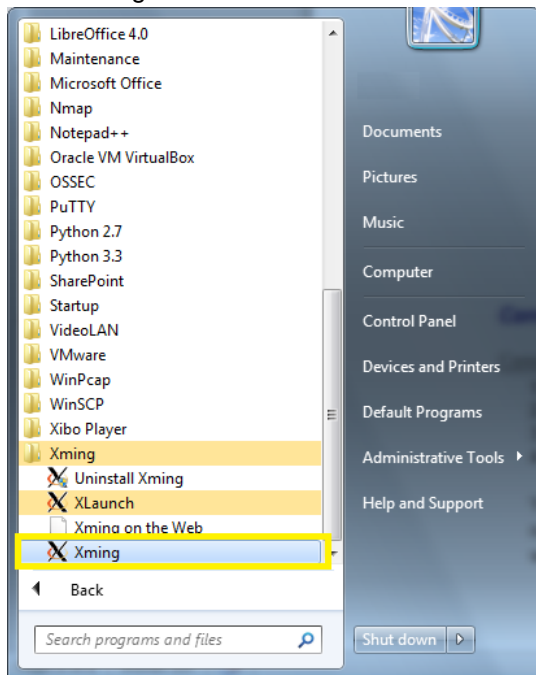 LibreOffice 4.0
Maintenance
Microsoft Office
Nmap
Notepad++
Oracle VM VirtualBox
OSSEC
PuTTY
Python 2.7
Python 3.3
SharePoint
Startup
VideoLAN
VMware
WinPcap
WinSCP
Xibo Player
Xming
Uninstall Xming
XLaunch
Xming on the Web
Xming
Back
Search programs and files
Documents
Pictures
Music
Computer
Control Panel
Devices and Printers
Default Programs
Administrative Tools
Help and Support
Shut down